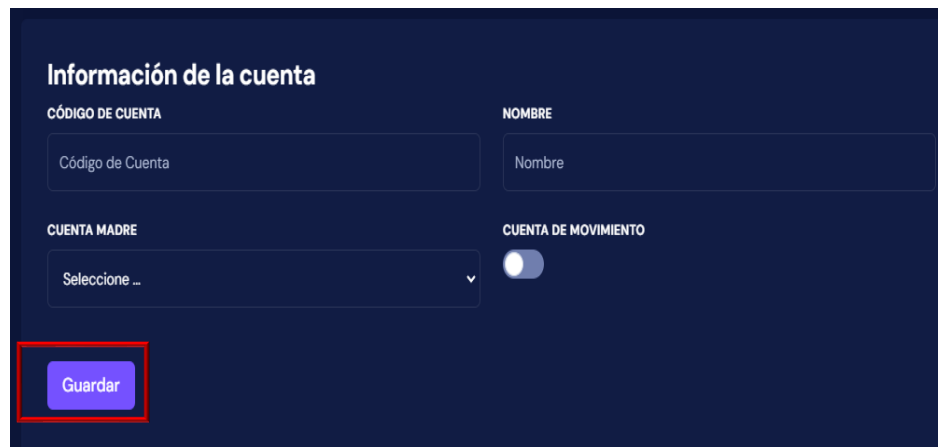 Información de la cuenta
CÓDIGO DE CUENTA
Código de Cuenta
NOMBRE
Nombre
CUENTA MADRE
Seleccione ...
CUENTA DE MOVIMIENTO
Guardar